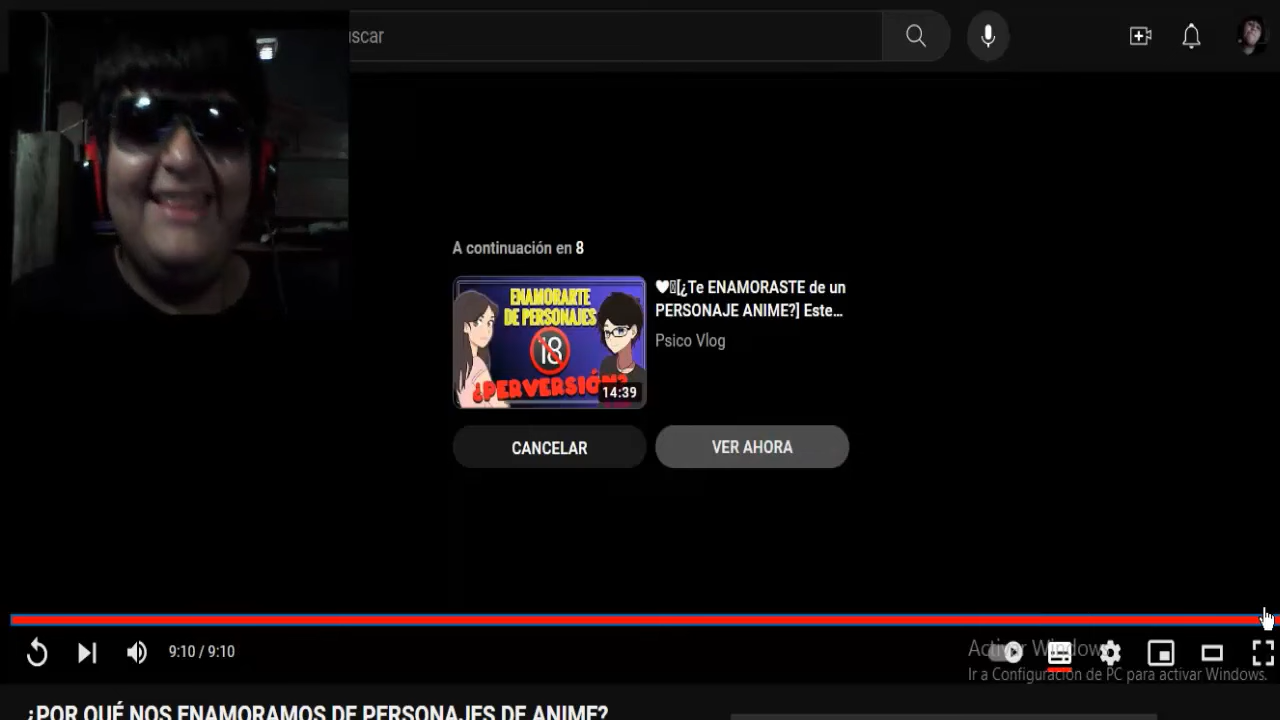 uscar
A continuación en 8
ENAMORARTE
DE PERSONAJES
18
¿PERVERSIÓN?
14:39
[¿Te ENAMORASTE de un
PERSONAJE ANIME?] Este...
Psico Vlog
CANCELAR
VER AHORA
9:10 / 9:10
Activar Windows
Ir a Configuración de PC para activar Windows.
¿POR QUÉ NOS ENAMORAMOS DE PERSONAJES DE ANIME?